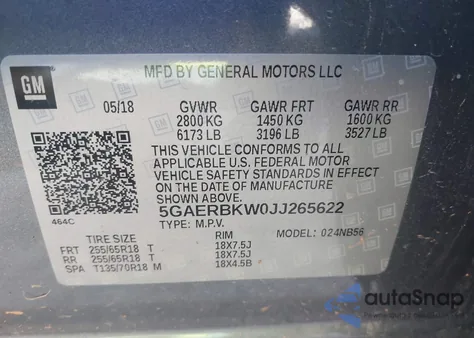 GM
MFD BY GENERAL MOTORS LLC
GM
05/18 GVWR GAWR FRT GAWR RR
2800 KG 1450 KG 1600 KG
6173 LB 3196 LB 3527 LB
THIS VEHICLE CONFORMS TO ALL
APPLICABLE U.S. FEDERAL MOTOR
VEHICLE SAFETY STANDARDS IN EFFECT
ON THE DATE OF MANUFACTURE SHOWN ABOVE
5GAERBKW0JJ265622
464C
TYPE: M.P.V. MODEL: 024NB56
TIRE SIZE RIM
FRT 255/65R18 T 18X7.5J
RR 255/65R18 T 18X7.5J
SPA T135/70R18 M 18X4.5B
autoSnap